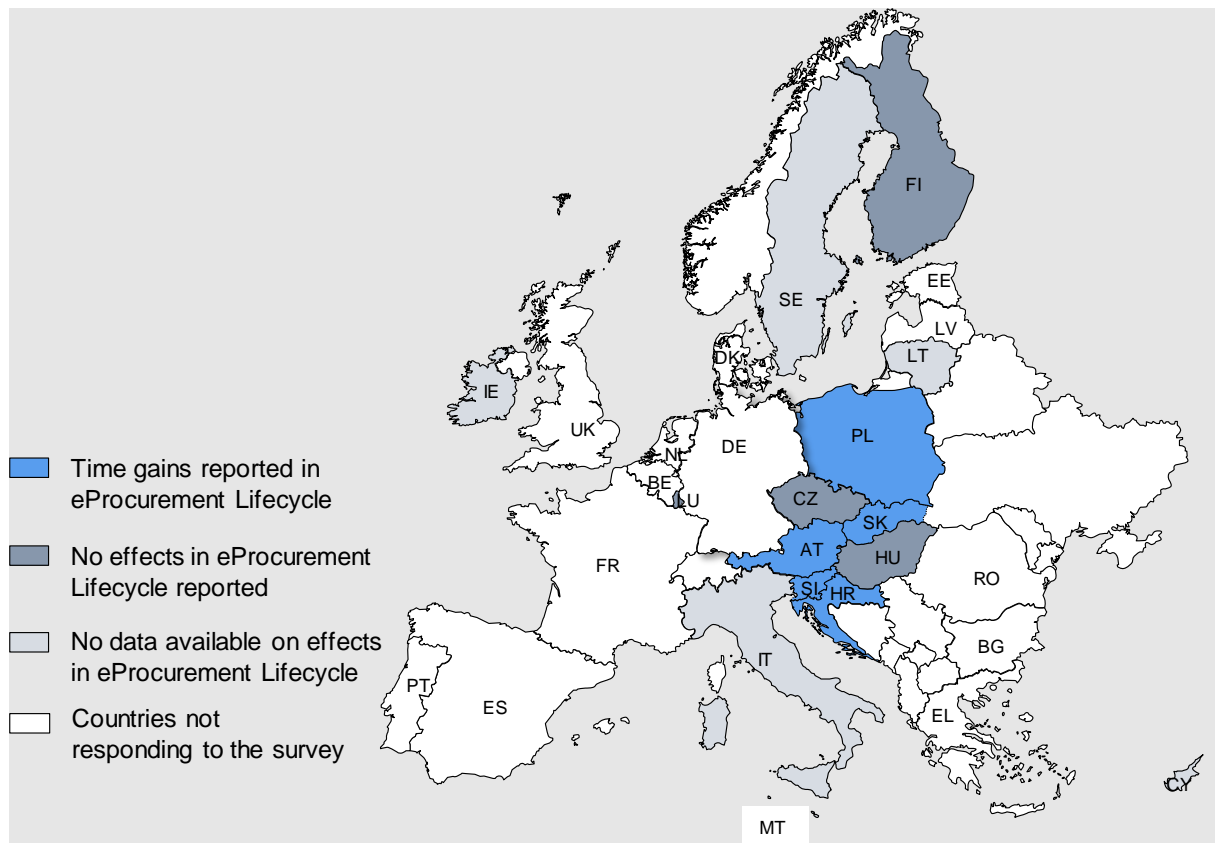 FI
SE
EE
LV
DK
LT
IE
UK
NL
DE
PL
BE
LU
CZ
SK
AT
HU
FR
SI
HR
RO
IT
BG
PT
ES
EL
CY
MT
Time gains reported in
eProcurement Lifecycle
No effects in eProcurement
Lifecycle reported
No data available on effects
in eProcurement Lifecycle
Countries not
responding to the survey